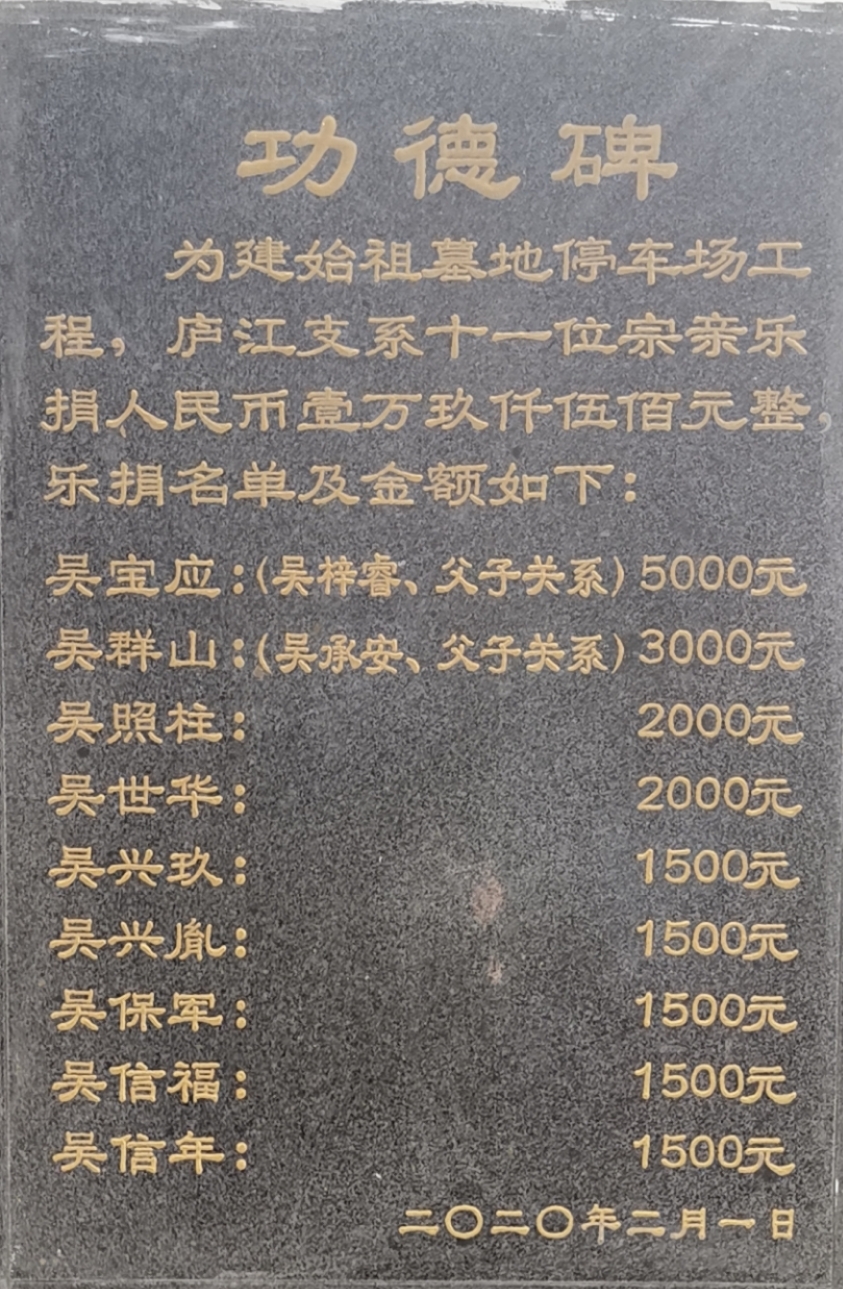 功德碑
为建始祖墓地停车场工
程，庐江支系十一位宗亲乐
捐人民币壹万玖仟伍佰元整，
乐捐名单及金额如下：
吴宝应：(吴梓睿、父子关系) 5000元
吴群山：(吴承安、父子关系) 3000元
吴照柱： 2000元
吴世华： 2000元
吴兴玖： 1500元
吴兴胤： 1500元
吴保军： 1500元
吴信福： 1500元
吴信年： 1500元
二〇二〇年二月一日